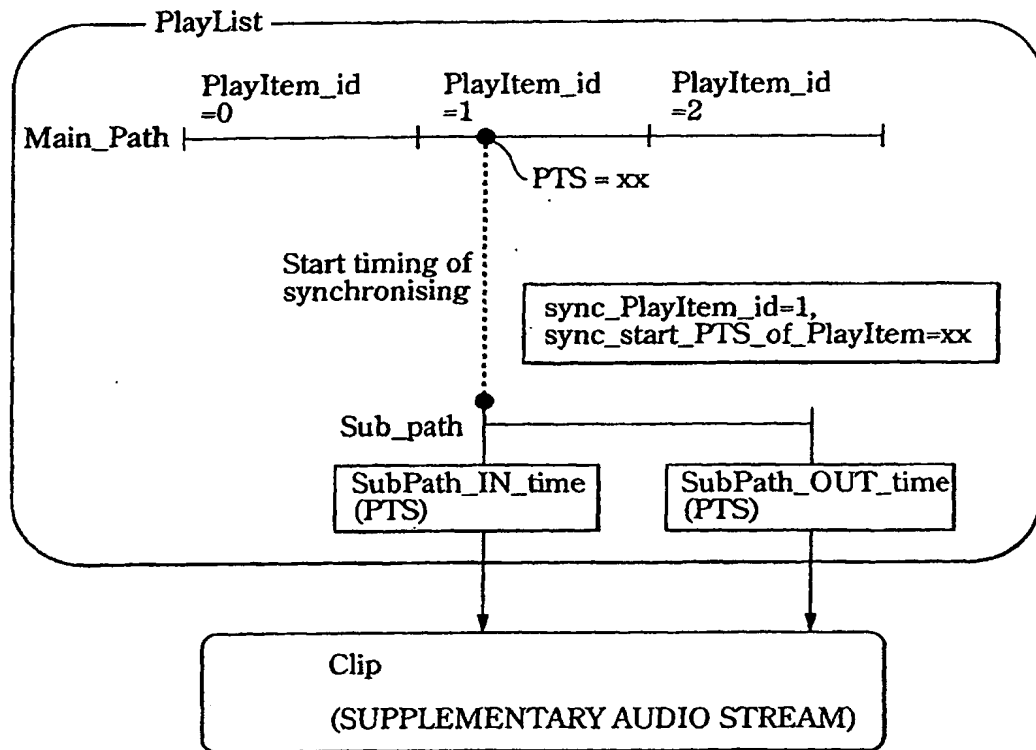 PlayList
PlayItem_id
=0
PlayItem_id
=1
PlayItem_id
=2
Main_Path
PTS = xx
Start timing of
synchronising
sync_PlayItem_id=1,
sync_start_PTS_of_PlayItem=xx
Sub_path
SubPath_IN_time
(PTS)
SubPath_OUT_time
(PTS)
Clip
(SUPPLEMENTARY AUDIO STREAM)